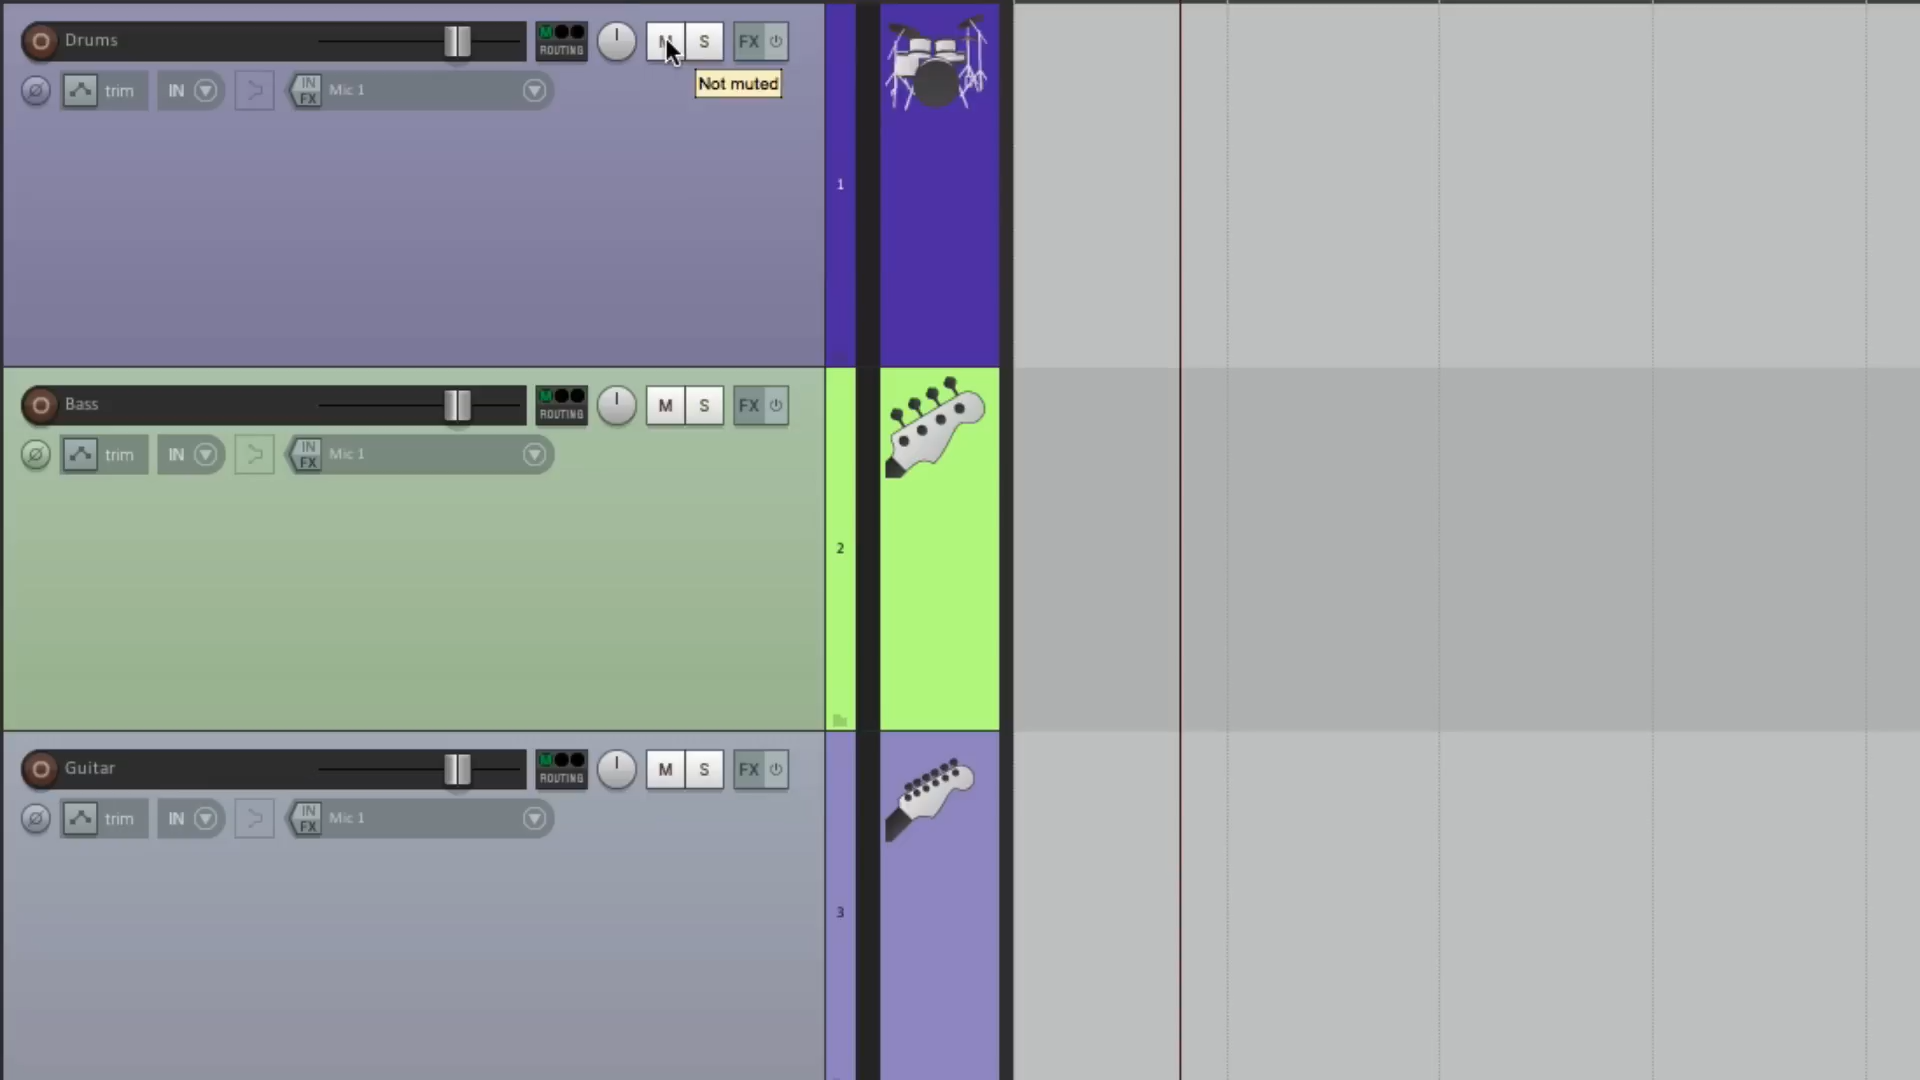 Drums M ROUTING M S FX
Not muted
trim IN IN FX Mic 1
1
Bass M ROUTING M S FX
trim IN IN FX Mic 1
2
Guitar M ROUTING M S FX
trim IN IN FX Mic 1
3